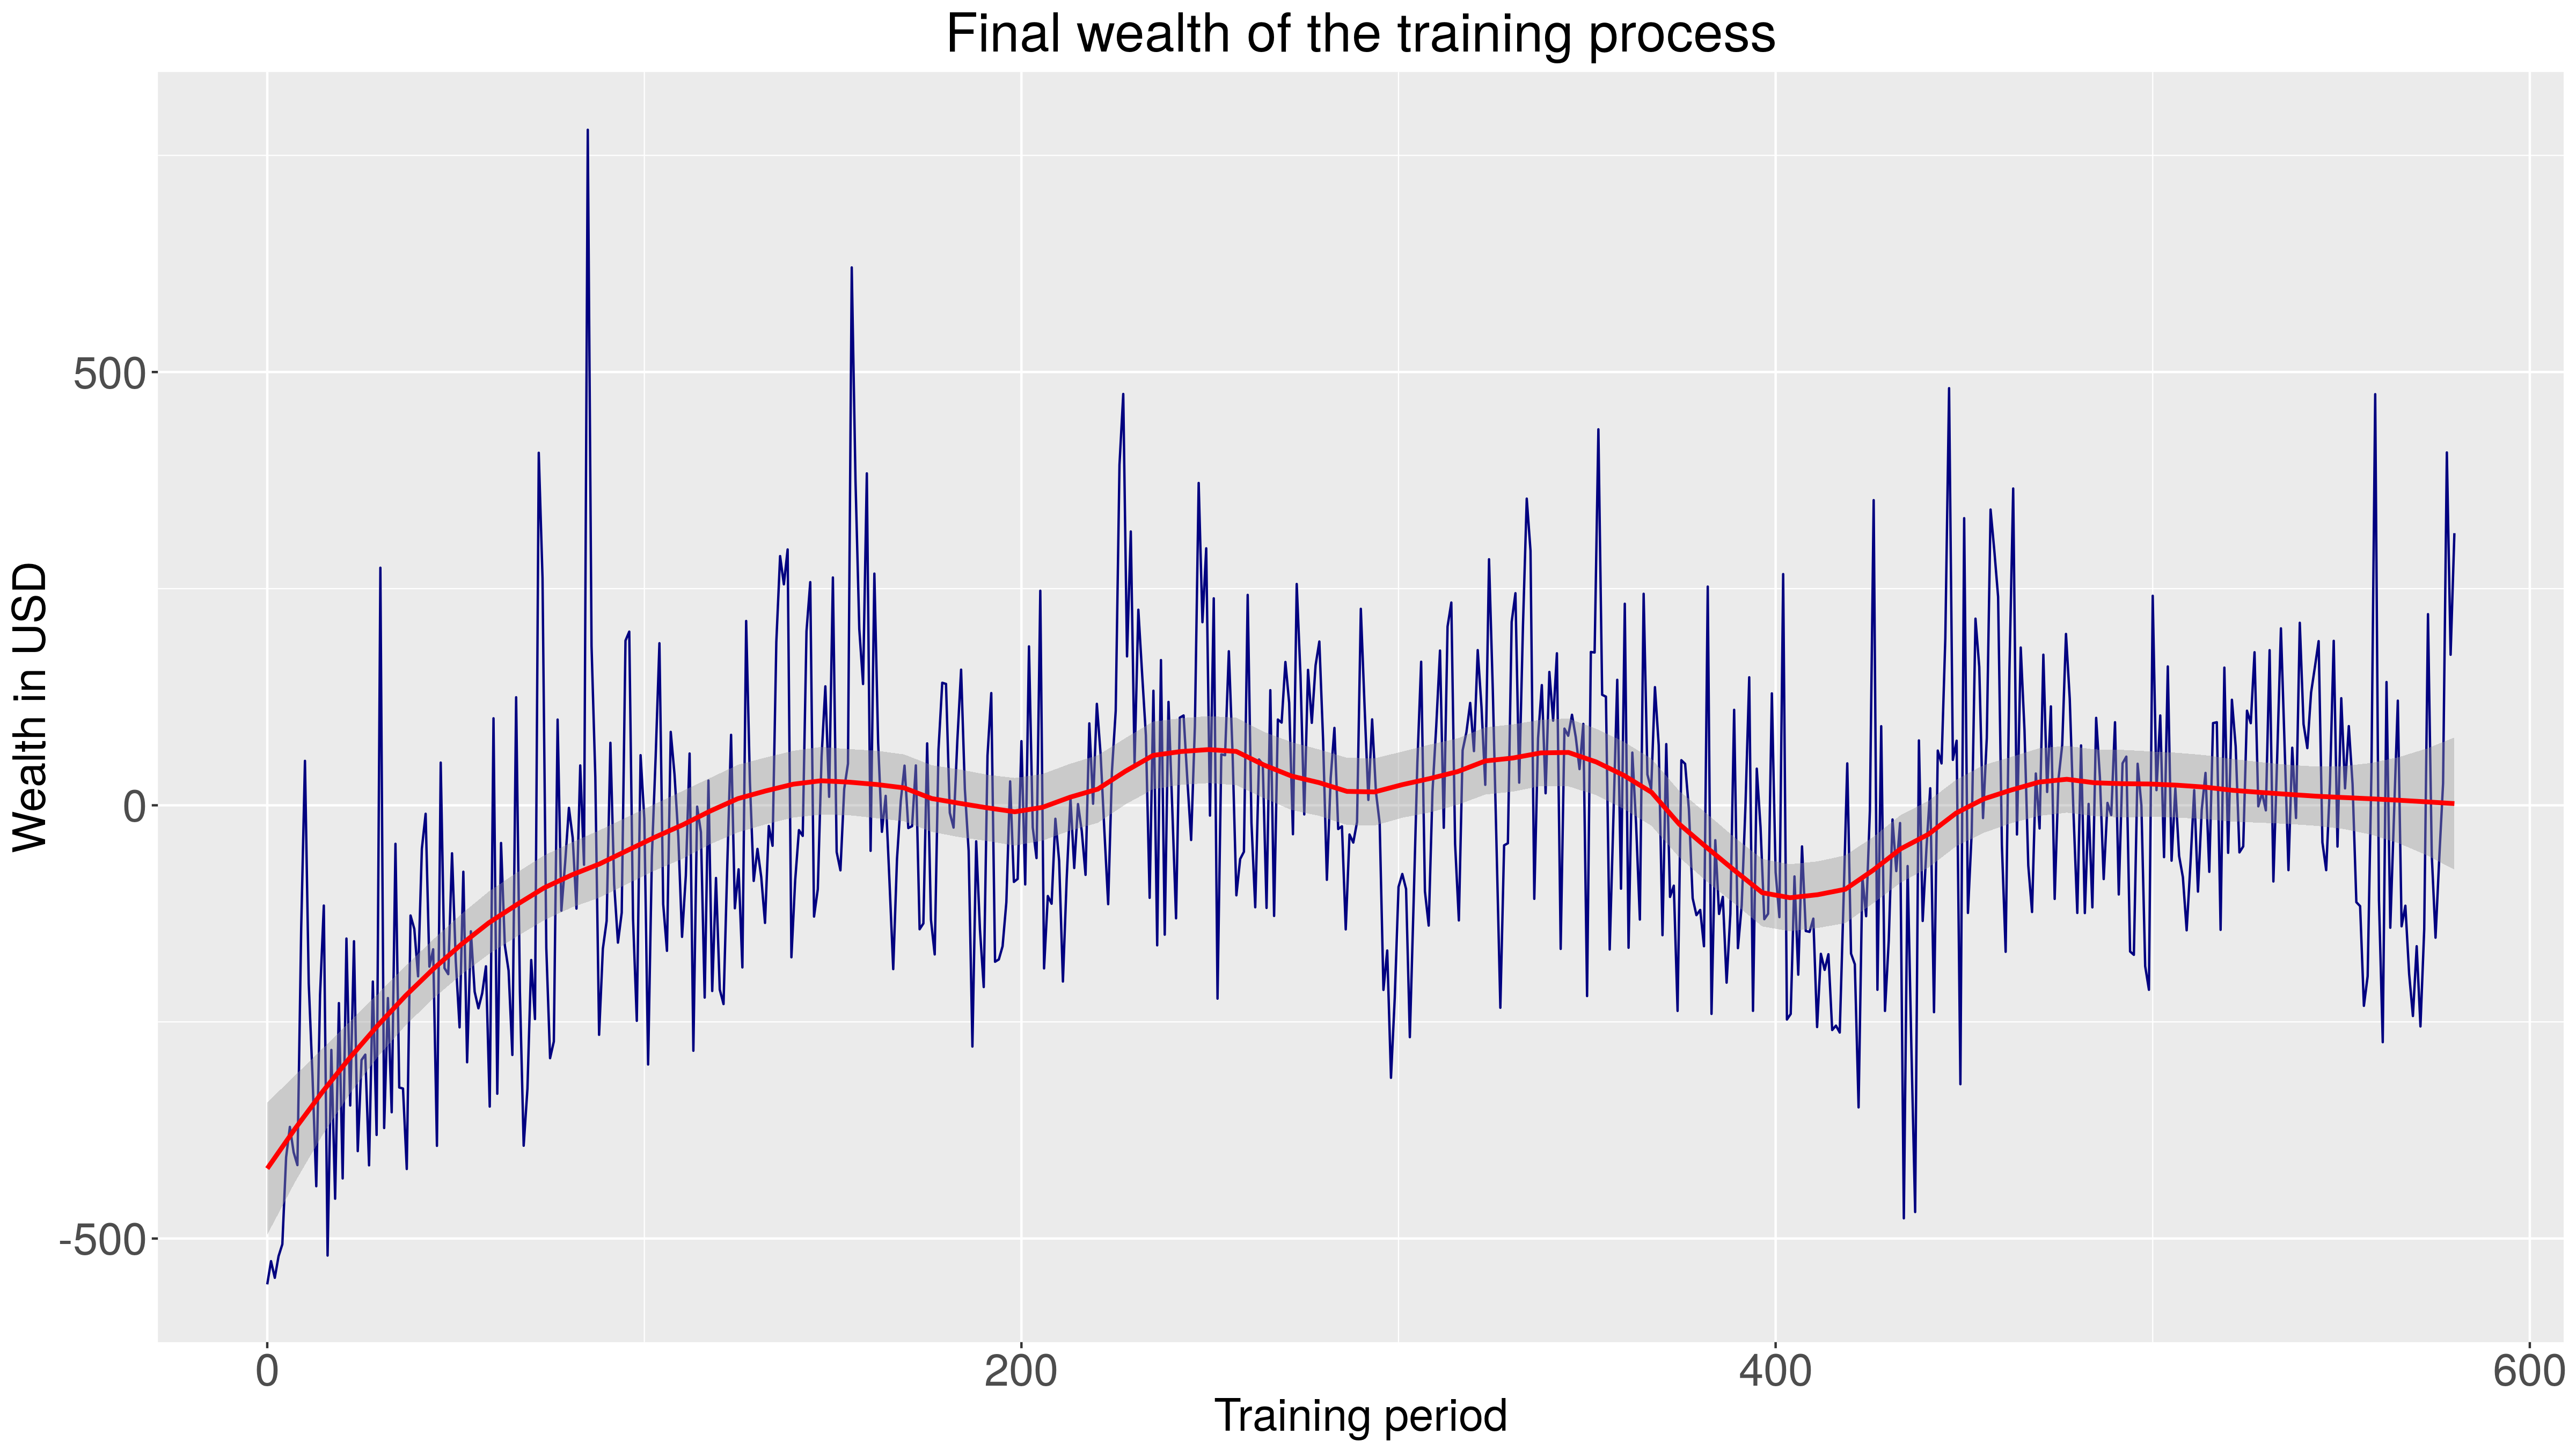 Final wealth of the training process
Wealth in USD
500
0
-500
0
200
400
600
Training period